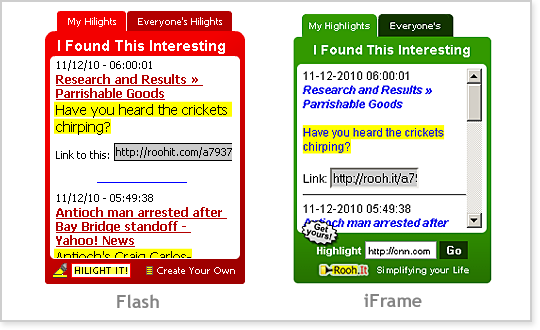 My Hilights
Everyone's Hilights
I Found This Interesting
11/12/10 - 06:00:01
Research and Results »
Parrishable Goods
Have you heard the crickets
chirping?
Link to this: http://roohit.com/a7937
11/12/10 - 05:49:38
Antioch man arrested after
Bay Bridge standoff -
Yahoo! News
Antioch's Craig Carlos-
HILIGHT IT!
Create Your Own
Flash
My Highlights
Everyone's
I Found This Interesting
11-12-2010 06:00:01
Research and Results »
Parrishable Goods
Have you heard the crickets
chirping?
Link: http://rooh.it/a79
11-12-2010 05:49:38
Antioch man arrested after
Get
yours!
Highlight http://cnn.com Go
Rooh.It Simplifying your Life
iFrame